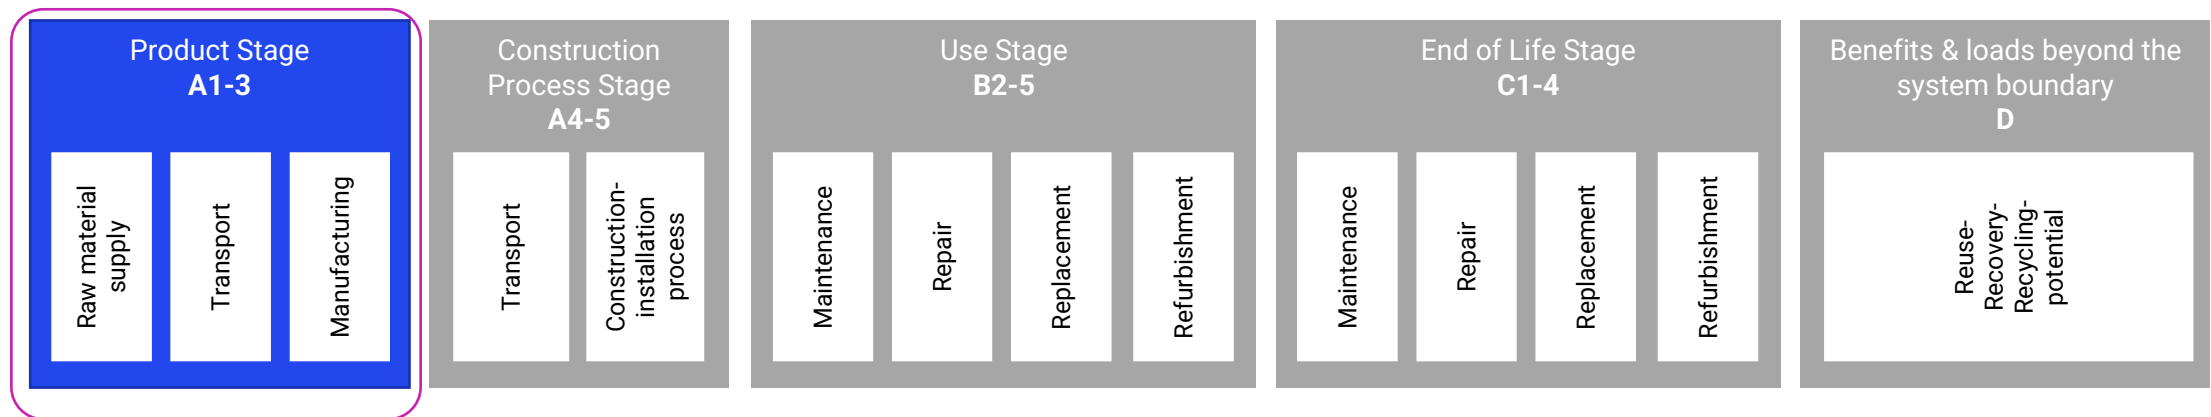 Product Stage
A1-3
Raw material
supply
Transport
Manufacturing
Construction
Process Stage
A4-5
Transport
Construction-
installation
process
Use Stage
B2-5
Maintenance
Repair
Replacement
Refurbishment
End of Life Stage
C1-4
Maintenance
Repair
Replacement
Refurbishment
Benefits & loads beyond the
system boundary
D
Reuse-
Recovery-
Recycling-
potential